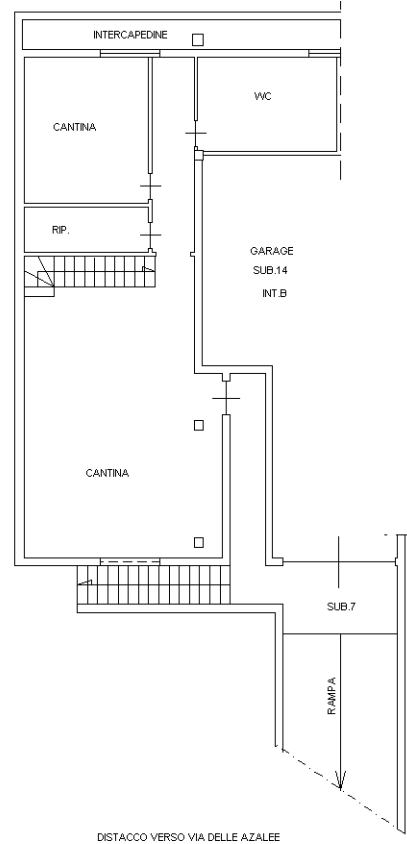 INTERCAPEDINE
WC
CANTINA
RIP.
GARAGE
SUB.14
INT.B
CANTINA
SUB.7
RAMPA
DISTACCO VERSO VIA DELLE AZALEE